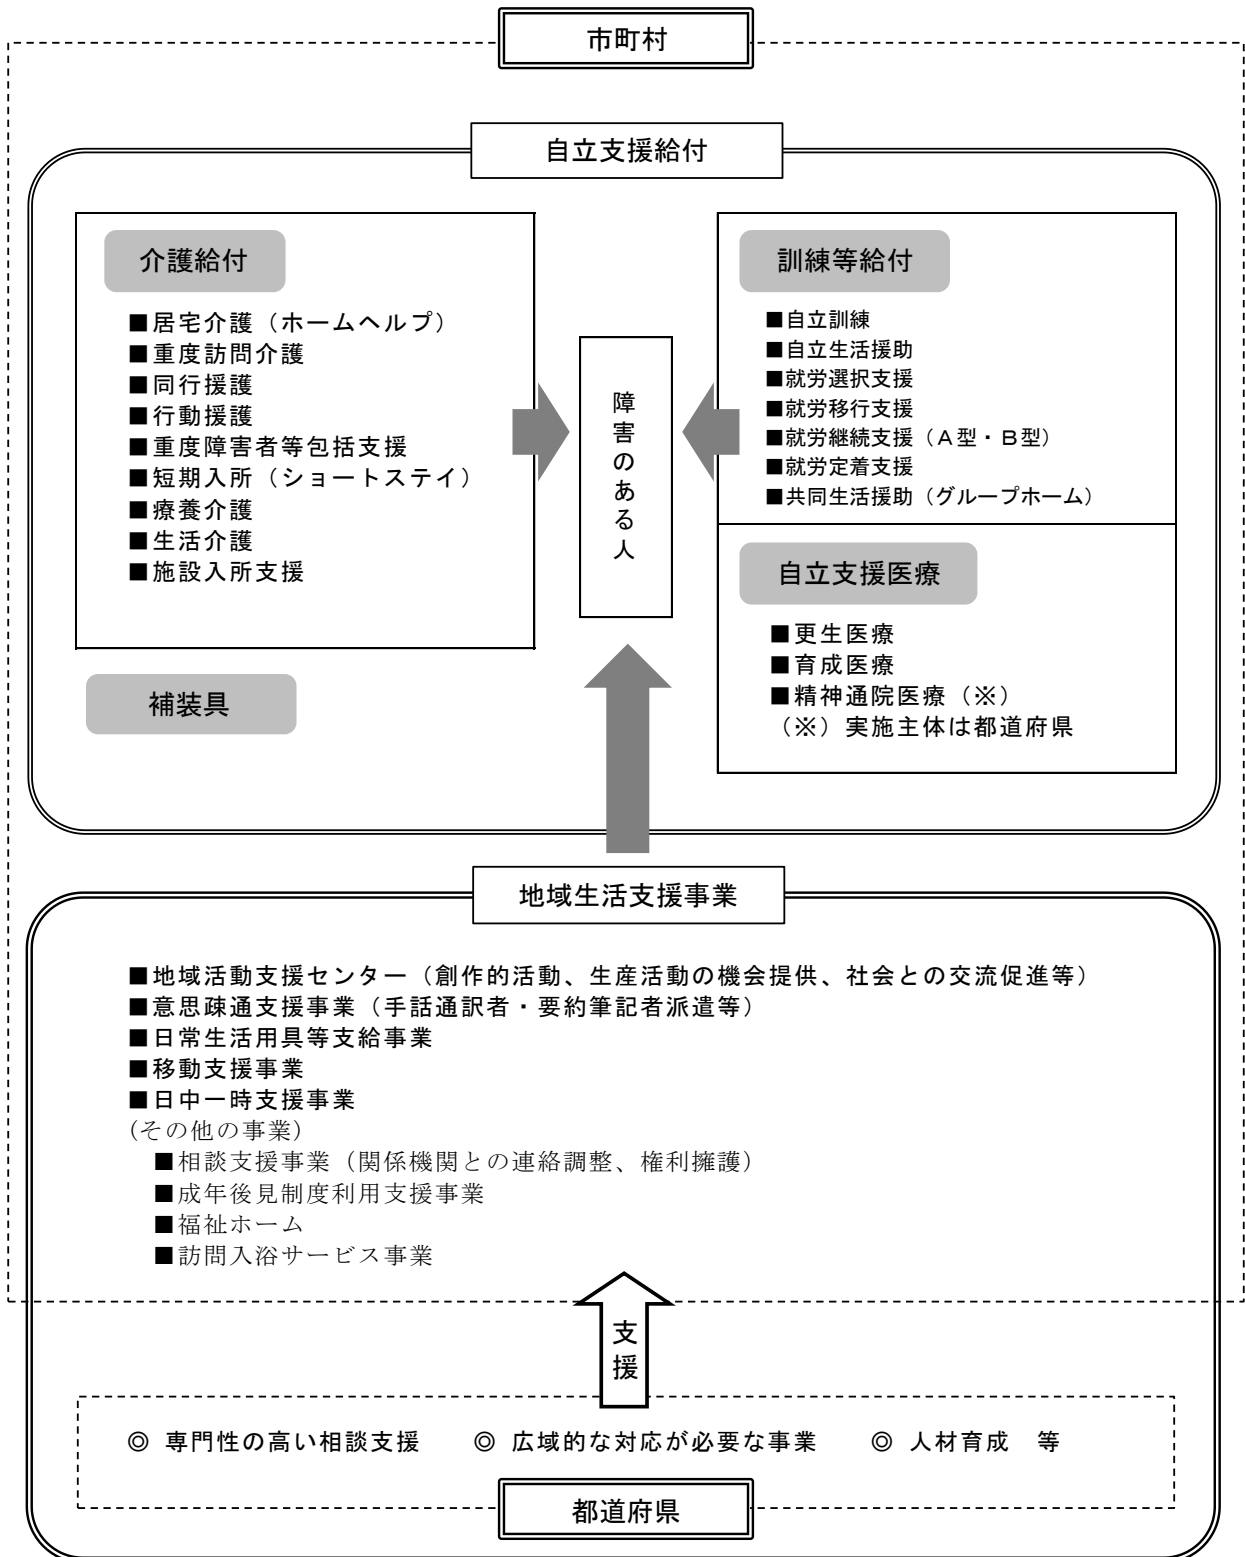 市町村
自立支援給付
介護給付
■居宅介護（ホームヘルプ）
■重度訪問介護
■同行援護
■行動援護
■重度障害者等包括支援
■短期入所（ショートステイ）
■療養介護
■生活介護
■施設入所支援
補装具
障害のある人
訓練等給付
■自立訓練
■自立生活援助
■就労選択支援
■就労移行支援
■就労継続支援（Ａ型・Ｂ型）
■就労定着支援
■共同生活援助（グループホーム）
自立支援医療
■更生医療
■育成医療
■精神通院医療（※）
（※）実施主体は都道府県
地域生活支援事業
■地域活動支援センター（創作的活動、生産活動の機会提供、社会との交流促進等）
■意思疎通支援事業（手話通訳者・要約筆記者派遣等）
■日常生活用具等支給事業
■移動支援事業
■日中一時支援事業
(その他の事業)
■相談支援事業（関係機関との連絡調整、権利擁護）
■成年後見制度利用支援事業
■福祉ホーム
■訪問入浴サービス事業
支援
◎ 専門性の高い相談支援　◎ 広域的な対応が必要な事業　◎ 人材育成　等
都道府県